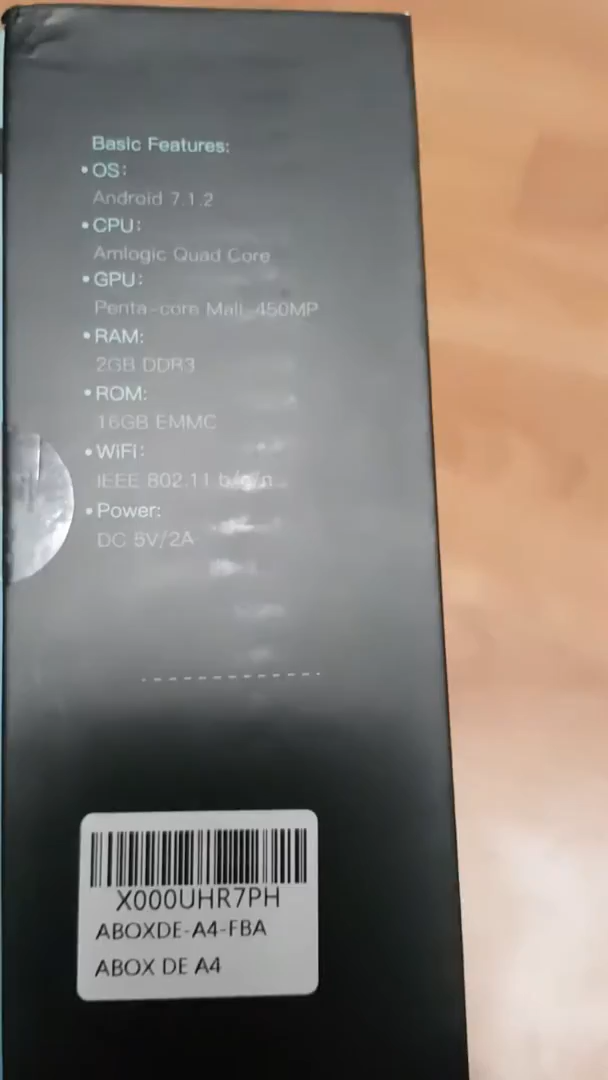 Basic Features:
•OS:
Android 7.1.2
•CPU:
Amlogic Quad Core
•GPU:
Penta-core Mali-450MP
•RAM:
2GB DDR3
•ROM:
16GB EMMC
•WiFi:
IEEE 802.11 b/g/n
•Power:
DC 5V/2A
X000UHR7PH
ABOXDE-A4-FBA
ABOX DE A4